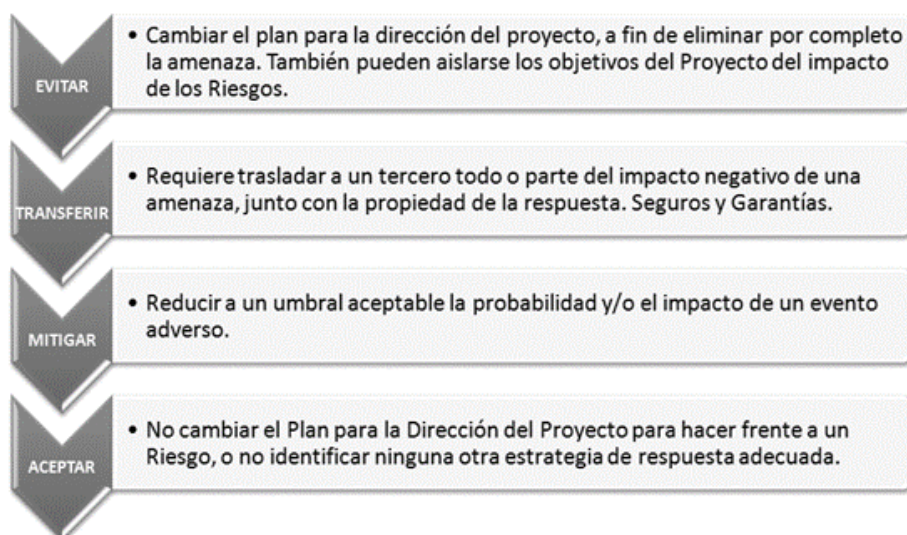 EVITAR
• Cambiar el plan para la dirección del proyecto, a fin de eliminar por completo
la amenaza. También pueden aislarse los objetivos del Proyecto del impacto
de los Riesgos.
TRANSFERIR
• Requiere trasladar a un tercero todo o parte del impacto negativo de una
amenaza, junto con la propiedad de la respuesta. Seguros y Garantías.
MITIGAR
• Reducir a un umbral aceptable la probabilidad y/o el impacto de un evento
adverso.
ACEPTAR
• No cambiar el Plan para la Dirección del Proyecto para hacer frente a un
Riesgo, o no identificar ninguna otra estrategia de respuesta adecuada.